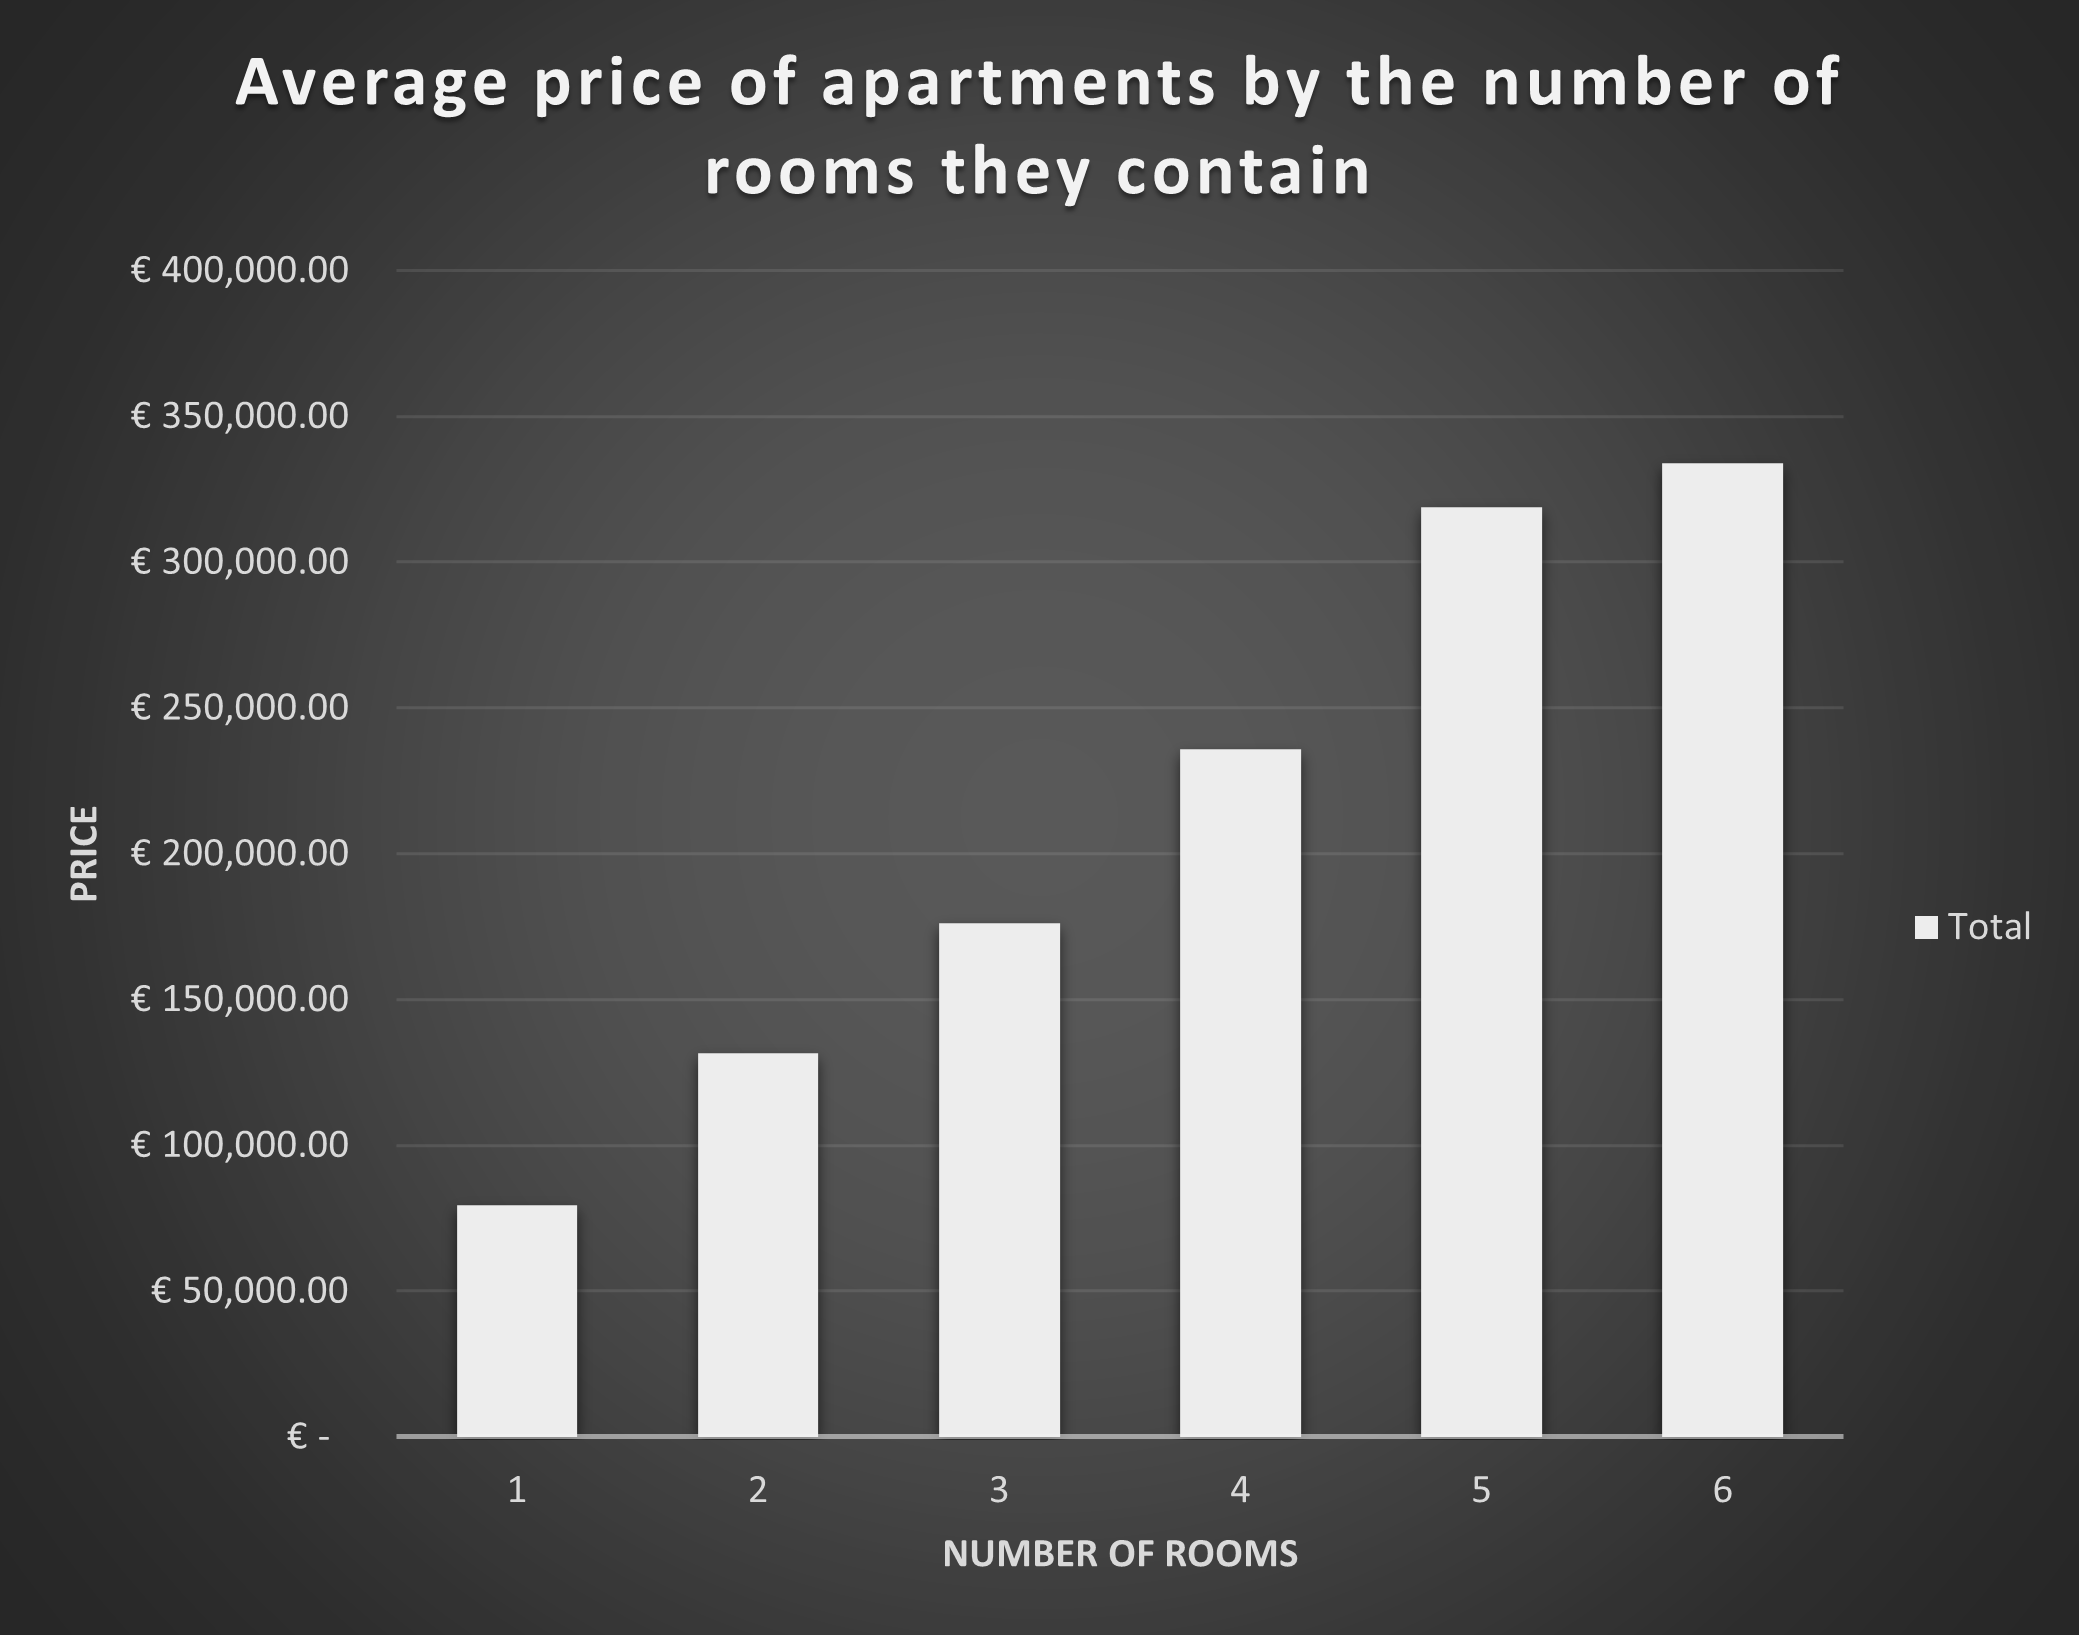 Average price of apartments by the number of
rooms they contain
€ 400,000.00
€ 350,000.00
€ 300,000.00
€ 250,000.00
€ 200,000.00
€ 150,000.00
€ 100,000.00
€ 50,000.00
€ -
PRICE
1 2 3 4 5 6
NUMBER OF ROOMS
Total